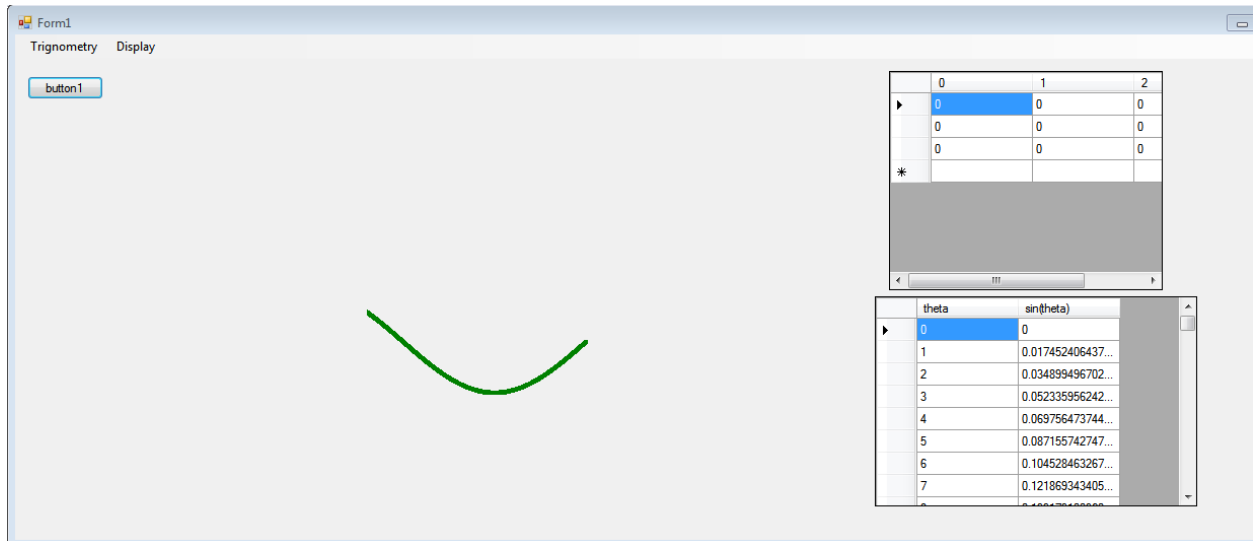 Form1
Trignometry Display
button1
0 1 2
0 0 0
0 0 0
0 0 0
theta sin(theta)
0 0
1 0.017452406437...
2 0.034899496702...
3 0.052335956242...
4 0.069756473744...
5 0.087155742747...
6 0.104528463267...
7 0.121869343405...